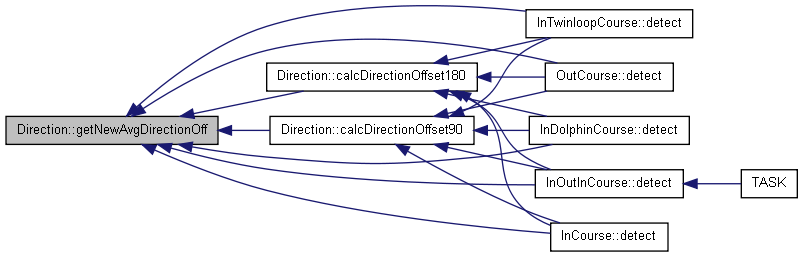 InTwinloopCourse::detect
Direction::calcDirectionOffset180
OutCourse::detect
Direction::getNewAvgDirectionOff
Direction::calcDirectionOffset90
InDolphinCourse::detect
InOutInCourse::detect
TASK
InCourse::detect